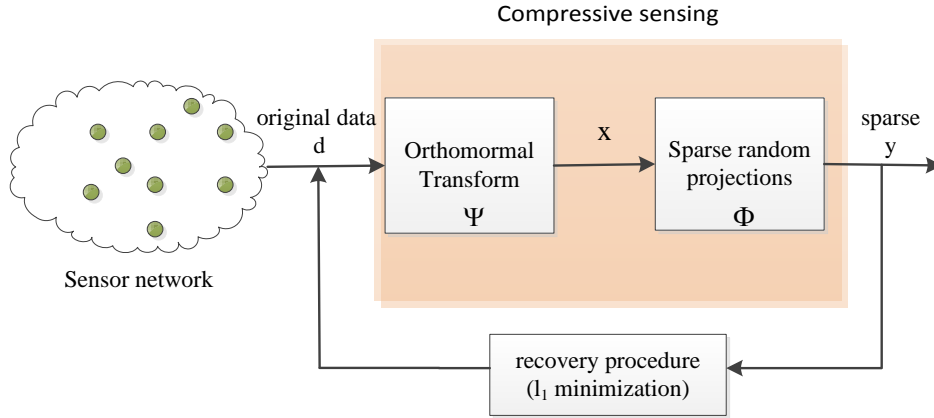 Compressive sensing
original data
d
Orthomormal
Transform
Ψ
x
Sparse random
projections
Φ
sparse
y
Sensor network
recovery procedure
(l₁ minimization)